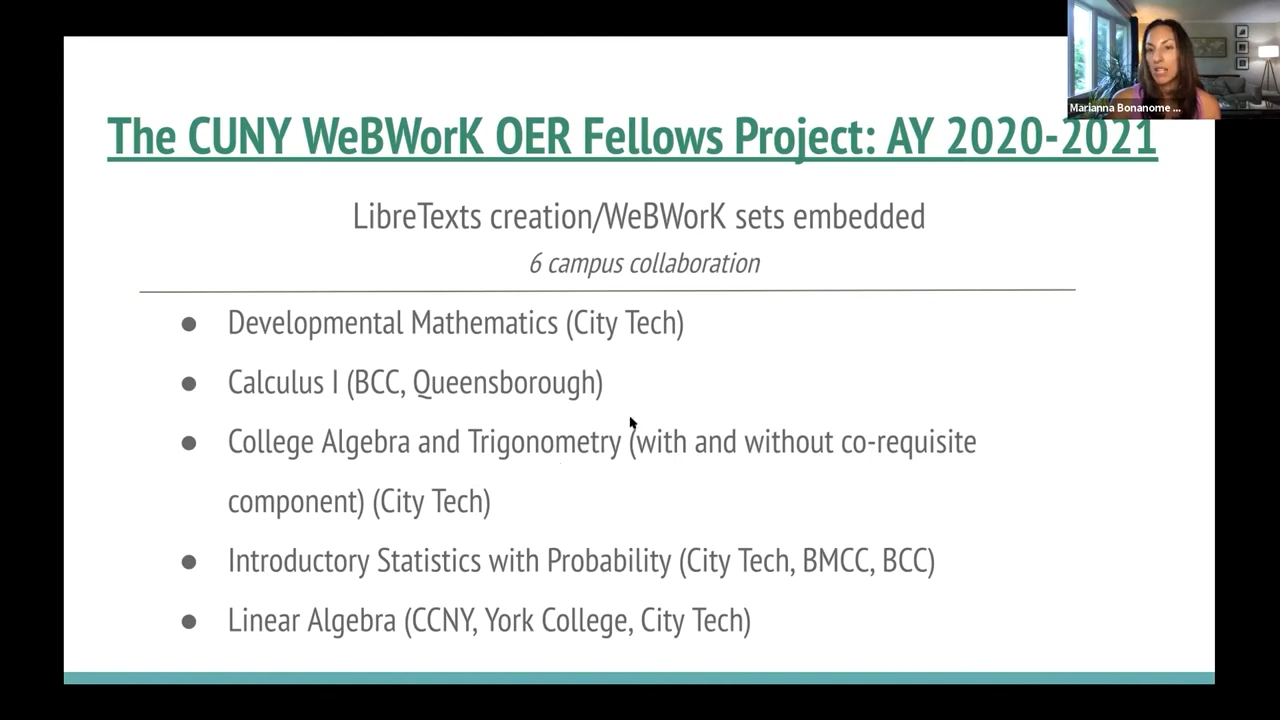 Marianna Bonanome ...
The CUNY WeBWorK OER Fellows Project: AY 2020-2021
LibreTexts creation/WeBWorK sets embedded
6 campus collaboration
● Developmental Mathematics (City Tech)
● Calculus I (BCC, Queensborough)
● College Algebra and Trigonometry (with and without co-requisite
component) (City Tech)
● Introductory Statistics with Probability (City Tech, BMCC, BCC)
● Linear Algebra (CCNY, York College, City Tech)